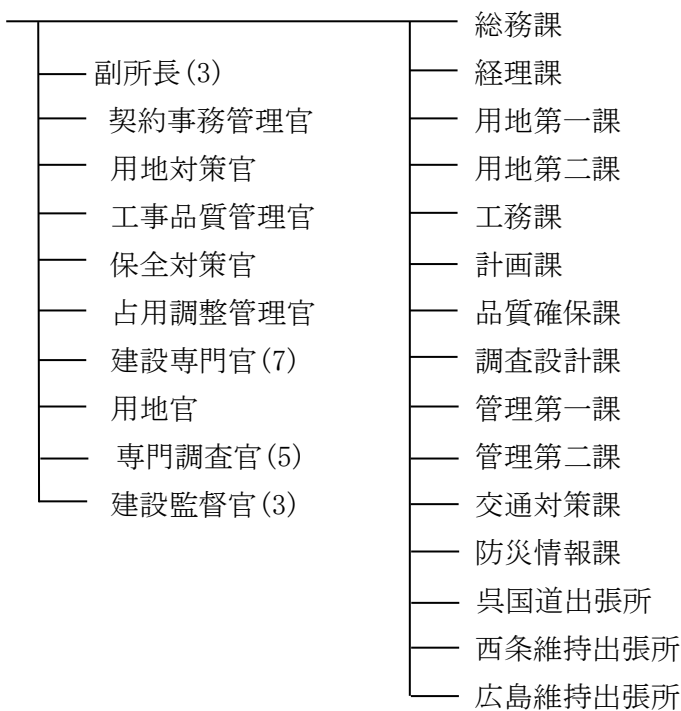 副所長(3)
契約事務管理官
用地対策官
工事品質管理官
保全対策官
占用調整管理官
建設専門官(7)
用地官
専門調査官(5)
建設監督官(3)
総務課
経理課
用地第一課
用地第二課
工務課
計画課
品質確保課
調査設計課
管理第一課
管理第二課
交通対策課
防災情報課
呉国道出張所
西条維持出張所
広島維持出張所